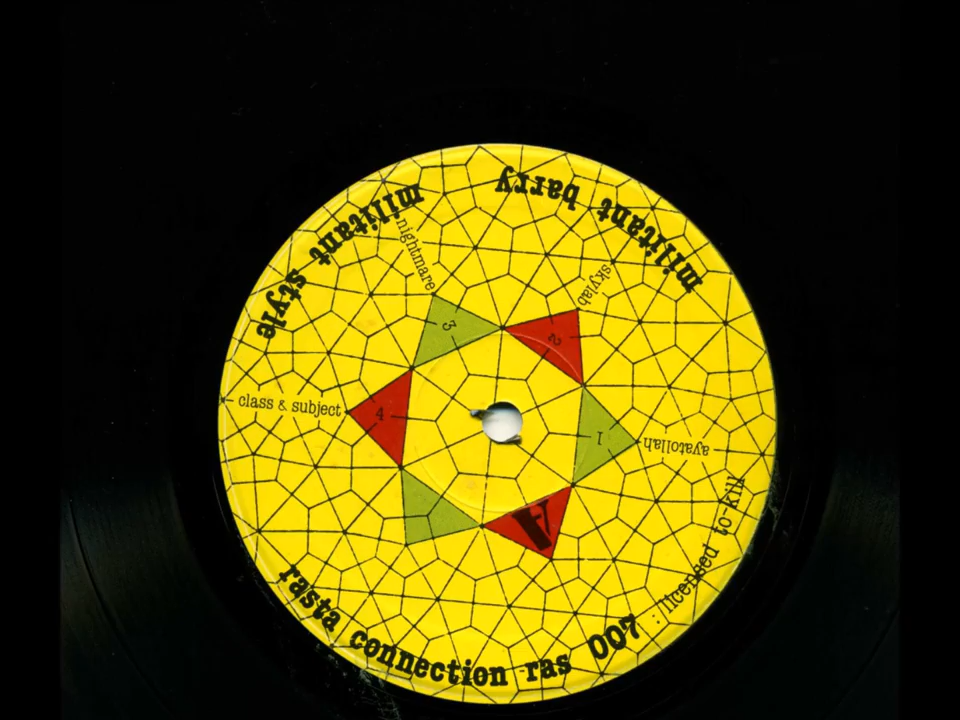 militant barry
militant style
1
ayatollah
2
skylab
3
nightmare
4
class & subject
A
rasta connection ras 007 :licensed to-kill